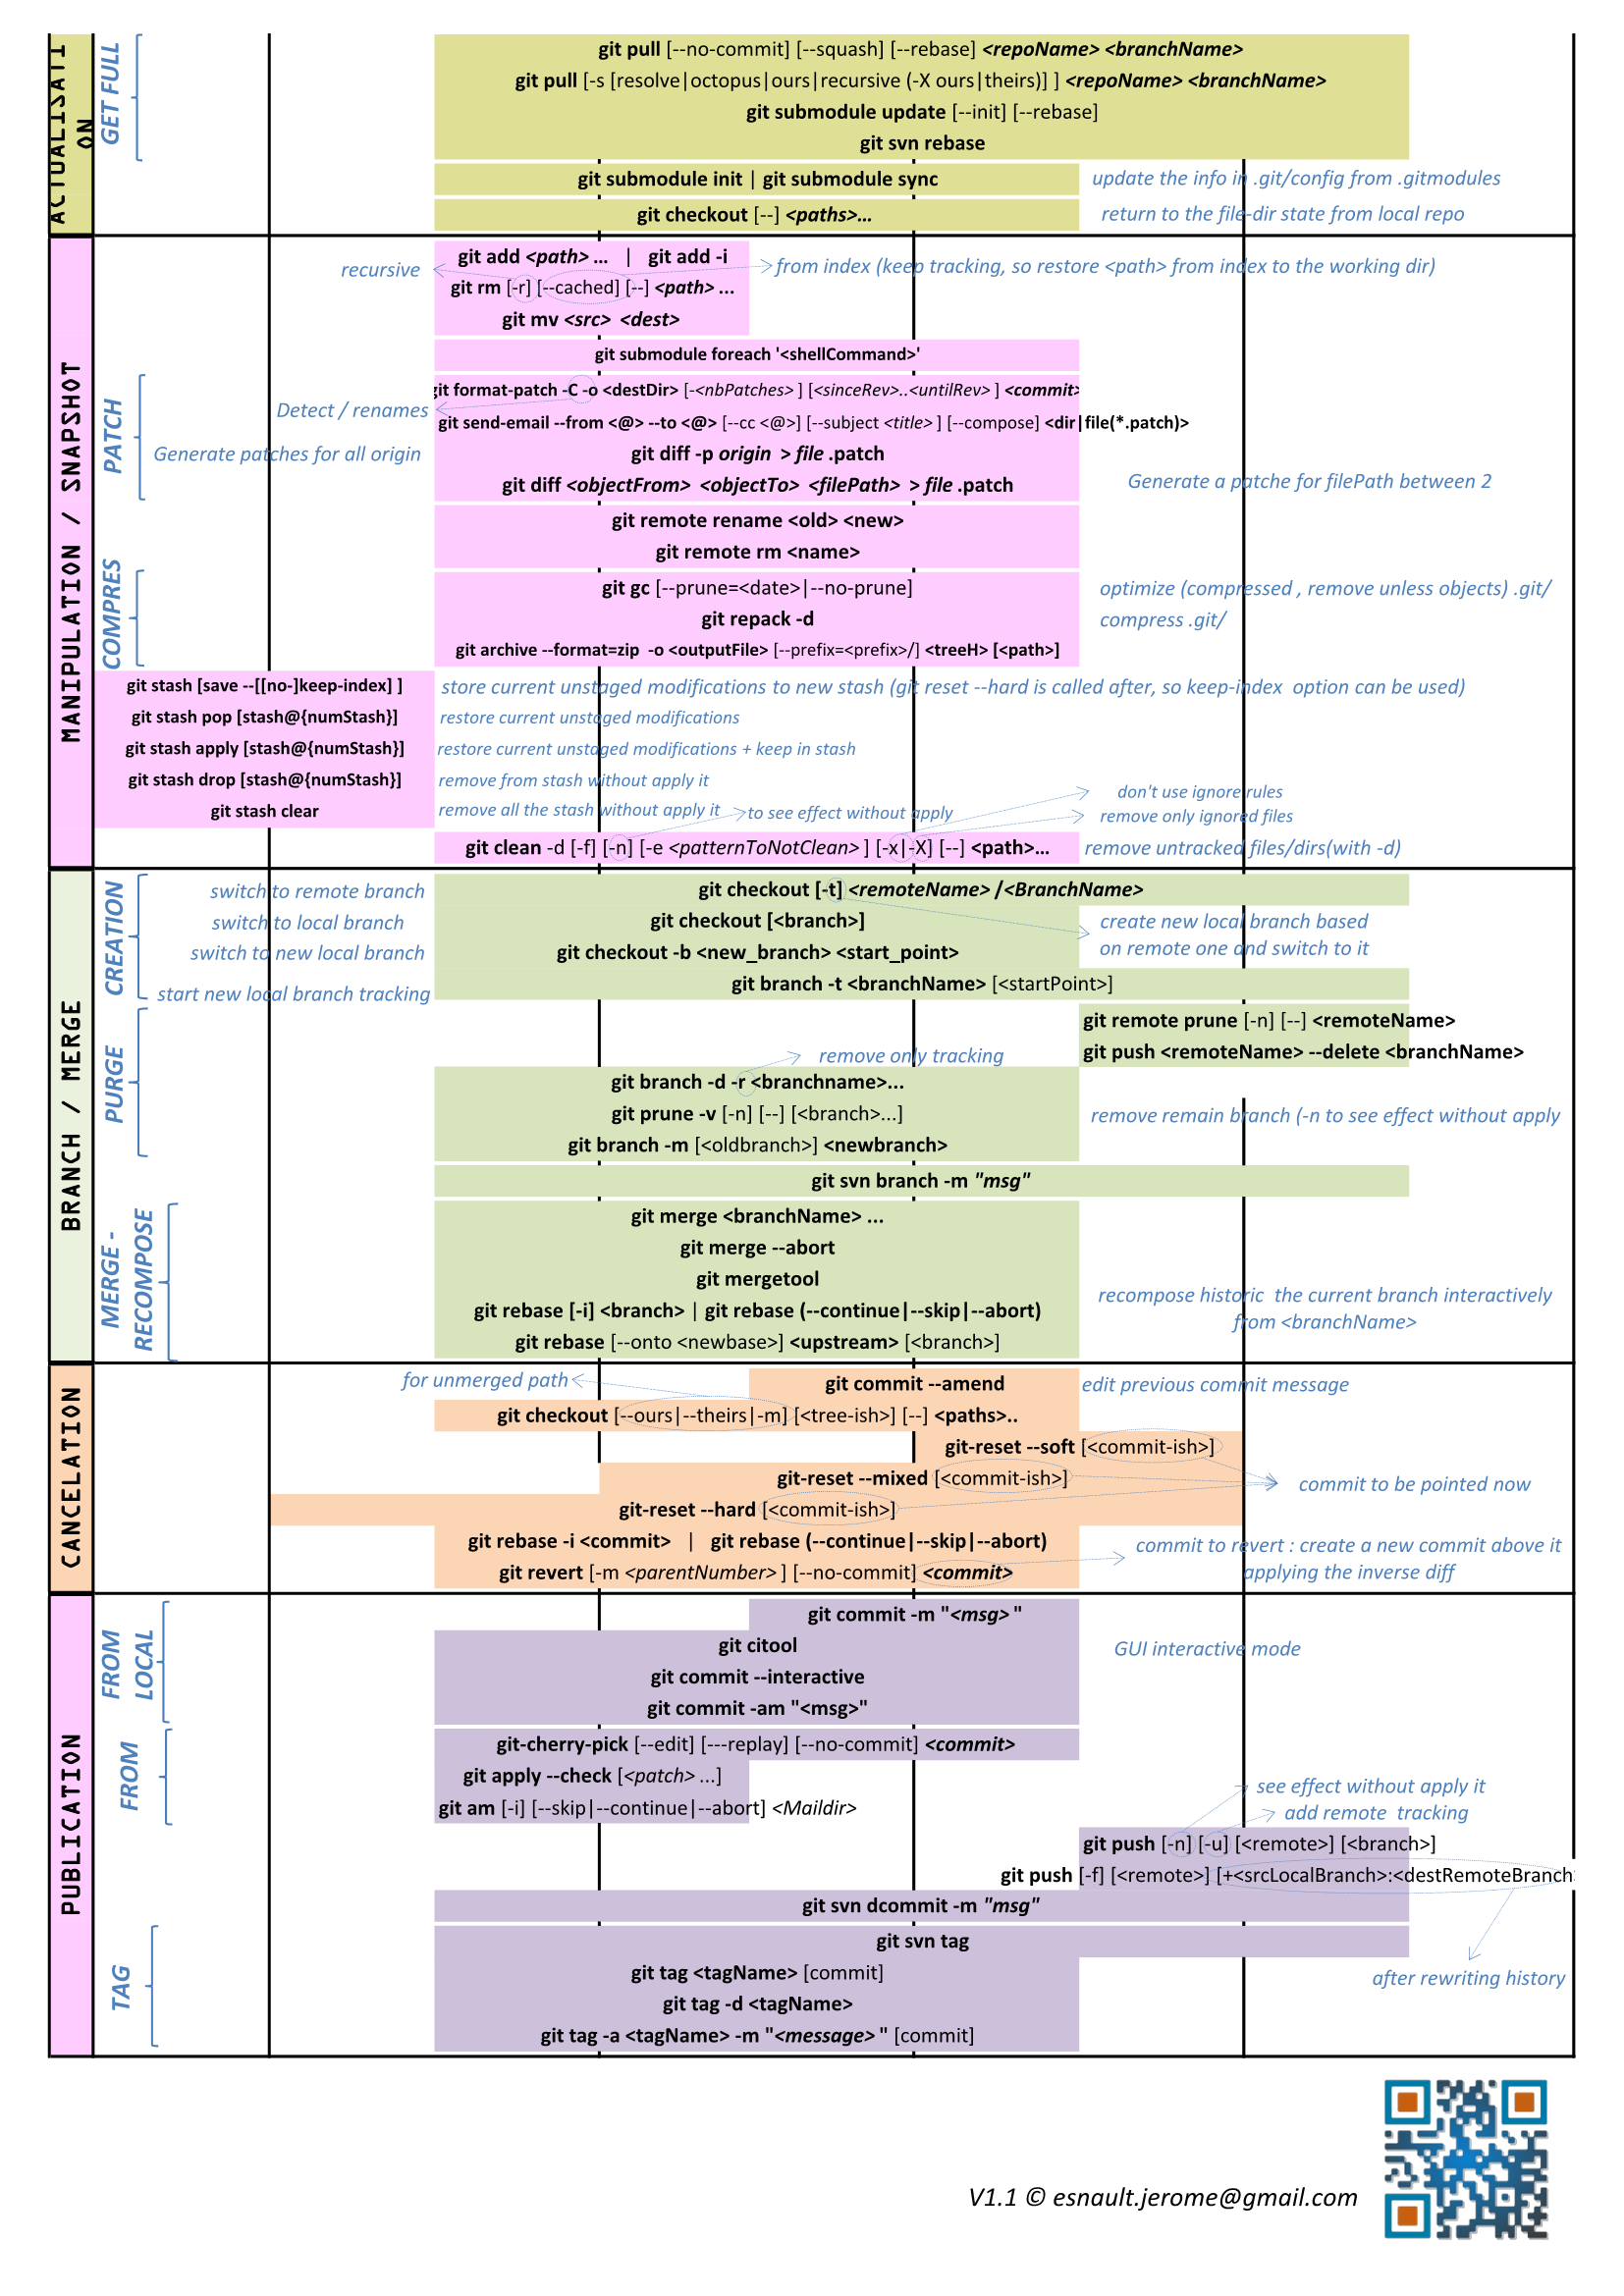 ACTUALISATI
ON
GET FULL
git pull [--no-commit] [--squash] [--rebase] <repoName> <branchName>
git pull [-s [resolve|octopus|ours|recursive (-X ours|theirs)] ] <repoName> <branchName>
git submodule update [--init] [--rebase]
git svn rebase
git submodule init | git submodule sync
update the info in .git/config from .gitmodules
git checkout [--] <paths>...
return to the file-dir state from local repo
MANIPULATION / SNAPSHOT
git add <path> ... | git add -i
recursive
from index (keep tracking, so restore <path> from index to the working dir)
git rm [-r] [--cached] [--] <path> ...
git mv <src> <dest>
git submodule foreach '<shellCommand>'
PATCH
git format-patch -C -o <destDir> [-<nbPatches> ] [<sinceRev>..<untilRev> ] <commit>
Detect / renames
git send-email --from <@> --to <@> [--cc <@>] [--subject <title> ] [--compose] <dir|file(*.patch)>
Generate patches for all origin
git diff -p origin > file .patch
git diff <objectFrom> <objectTo> <filePath> > file .patch
Generate a patche for filePath between 2
git remote rename <old> <new>
git remote rm <name>
COMPRES
git gc [--prune=<date>|--no-prune]
optimize (compressed , remove unless objects) .git/
git repack -d
compress .git/
git archive --format=zip -o <outputFile> [--prefix=<prefix>/] <treeH> [<path>]
git stash [save --[[no-]keep-index] ]
store current unstaged modifications to new stash (git reset --hard is called after, so keep-index option can be used)
git stash pop [stash@{numStash}]
restore current unstaged modifications
git stash apply [stash@{numStash}]
restore current unstaged modifications + keep in stash
git stash drop [stash@{numStash}]
remove from stash without apply it
don't use ignore rules
git stash clear
remove all the stash without apply it
to see effect without apply
remove only ignored files
git clean -d [-f] [-n] [-e <patternToNotClean> ] [-x|-X] [--] <path>...
remove untracked files/dirs(with -d)
BRANCH / MERGE
CREATION
switch to remote branch
git checkout [-t] <remoteName> /<BranchName>
switch to local branch
git checkout [<branch>]
create new local branch based
on remote one and switch to it
switch to new local branch
git checkout -b <new_branch> <start_point>
start new local branch tracking
git branch -t <branchName> [<startPoint>]
PURGE
git remote prune [-n] [--] <remoteName>
git push <remoteName> --delete <branchName>
remove only tracking
git branch -d -r <branchname>...
git prune -v [-n] [--] [<branch>...]
remove remain branch (-n to see effect without apply
git branch -m [<oldbranch>] <newbranch>
git svn branch -m "msg"
MERGE -
RECOMPOSE
git merge <branchName> ...
git merge --abort
git mergetool
git rebase [-i] <branch> | git rebase (--continue|--skip|--abort)
recompose historic the current branch interactively
from <branchName>
git rebase [--onto <newbase>] <upstream> [<branch>]
CANCELATION
for unmerged path
git commit --amend
edit previous commit message
git checkout [--ours|--theirs|-m] [<tree-ish>] [--] <paths>..
git-reset --soft [<commit-ish>]
git-reset --mixed [<commit-ish>]
commit to be pointed now
git-reset --hard [<commit-ish>]
git rebase -i <commit> | git rebase (--continue|--skip|--abort)
commit to revert : create a new commit above it
applying the inverse diff
git revert [-m <parentNumber> ] [--no-commit] <commit>
PUBLICATION
FROM
LOCAL
git commit -m "<msg> "
git citool
GUI interactive mode
git commit --interactive
git commit -am "<msg>"
FROM
git-cherry-pick [--edit] [---replay] [--no-commit] <commit>
git apply --check [<patch> ...]
see effect without apply it
git am [-i] [--skip|--continue|--abort] <Maildir>
add remote tracking
git push [-n] [-u] [<remote>] [<branch>]
git push [-f] [<remote>] [+<srcLocalBranch>:<destRemoteBranch>
git svn dcommit -m "msg"
TAG
git svn tag
git tag <tagName> [commit]
after rewriting history
git tag -d <tagName>
git tag -a <tagName> -m "<message> " [commit]
V1.1 © esnault.jerome@gmail.com